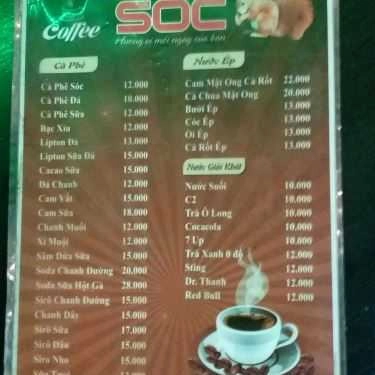 Coffee
SOC
Hương vị mỗi ngày của bạn
Cà Phê
Cà Phê Sóc 12.000
Cà Phê Đá 10.000
Cà Phê Sữa 12.000
Bạc Xỉu 12.000
Lipton Đá 13.000
Lipton Sữa Đá 15.000
Cacao Sữa 15.000
Đá Chanh 12.000
Cam Vắt 15.000
Cam Sữa 18.000
Chanh Muối 12.000
Xí Muội 12.000
Sâm Dứa Sữa 15.000
Soda Chanh Đường 20.000
Soda Sữa Hột Gà 28.000
Sirô Chanh Đường 15.000
Chanh Dây 15.000
Sirô Sữa 17.000
Sirô Dâu 15.000
Siro Nho 15.000
12.000
Nước Ép
Cam Mật Ong Cà Rốt 22.000
Cà Chua Mật Ong 20.000
Bưởi Ép 13.000
Cóc Ép 13.000
Ổi Ép 13.000
Cà Rốt Ép 13.000
Nước Giải Khát
Nước Suối 10.000
C2 10.000
Trà Ô Long 10.000
Cocacola 10.000
7 Up 10.000
Trà Xanh 0 độ 12.000
Sting 12.000
Dr. Thanh 12.000
Red Bull 12.000